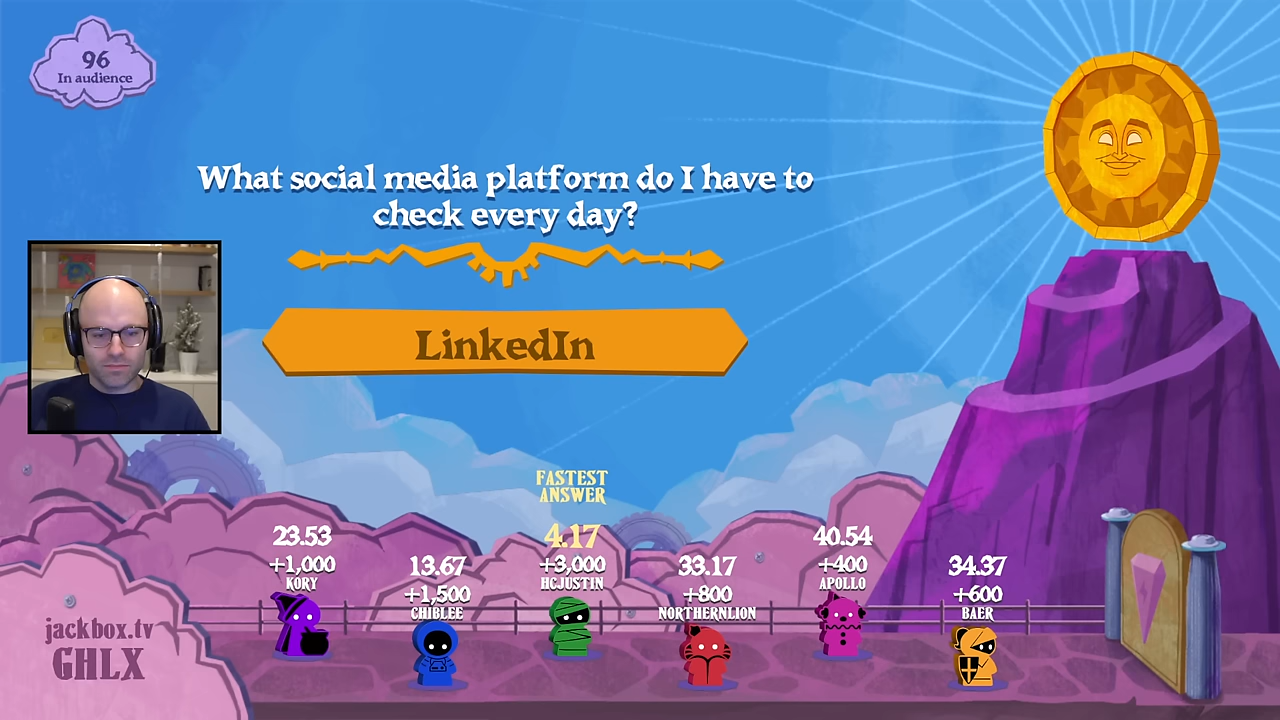 96
In audience
What social media platform do I have to
check every day?
LinkedIn
FASTEST
ANSWER
23.53
+1,000
KORY
13.67
+1,500
CHIBLEE
4.17
+3,000
HCJUSTIN
33.17
+800
NORTHERNLION
40.54
+400
APOLLO
34.37
+600
BAER
jackbox.tv
GHLX